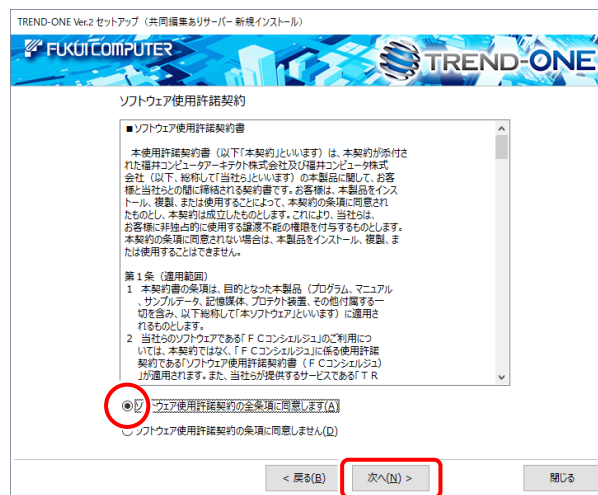 TREND-ONE Ver.2 セットアップ（共同編集ありサーバー 新規インストール）
FUKUI COMPUTER
TREND-ONE
ソフトウェア使用許諾契約
■ソフトウェア使用許諾契約書
本使用許諾契約書（以下「本契約」といいます）は、本契約が添付さ
れた福井コンピュータアーキテクト株式会社及び福井コンピュータ株式
会社（以下、総称して「当社ら」といいます）の本製品に関して、お客
様と当社らとの間に締結される契約書です。お客様は、本製品をインス
トール、複製、または使用することによって、本契約の条項に同意され
たものとし、本契約は成立したものとします。これにより、当社らは、
お客様に非独占的に使用する譲渡不能の権限を付与するものとします。
本契約の条項に同意されない場合は、本製品をインストール、複製、ま
たは使用することはできません。
第１条（適用範囲）
1 本契約書の条項は、目的となった本製品（プログラム、マニュアル
、サンプルデータ、記憶媒体、プロテクト装置、その他付属する一
切を含み、以下総称して「本ソフトウェア」といいます）に適用さ
れるものとします。
2 当社らのソフトウェアである「ＦＣコンシェルジュ」のご利用につ
いては、本契約ではなく、「ＦＣコンシェルジュ」に係る使用許諾
契約である「ソフトウェア使用許諾契約書（ＦＣコンシェルジュ）
」が適用されます。また、当社らが提供するサービスである「ＴＲ
ソフトウェア使用許諾契約の全条項に同意します(A)
ソフトウェア使用許諾契約の条項に同意しません(D)
< 戻る(B)
次へ(N) >
閉じる